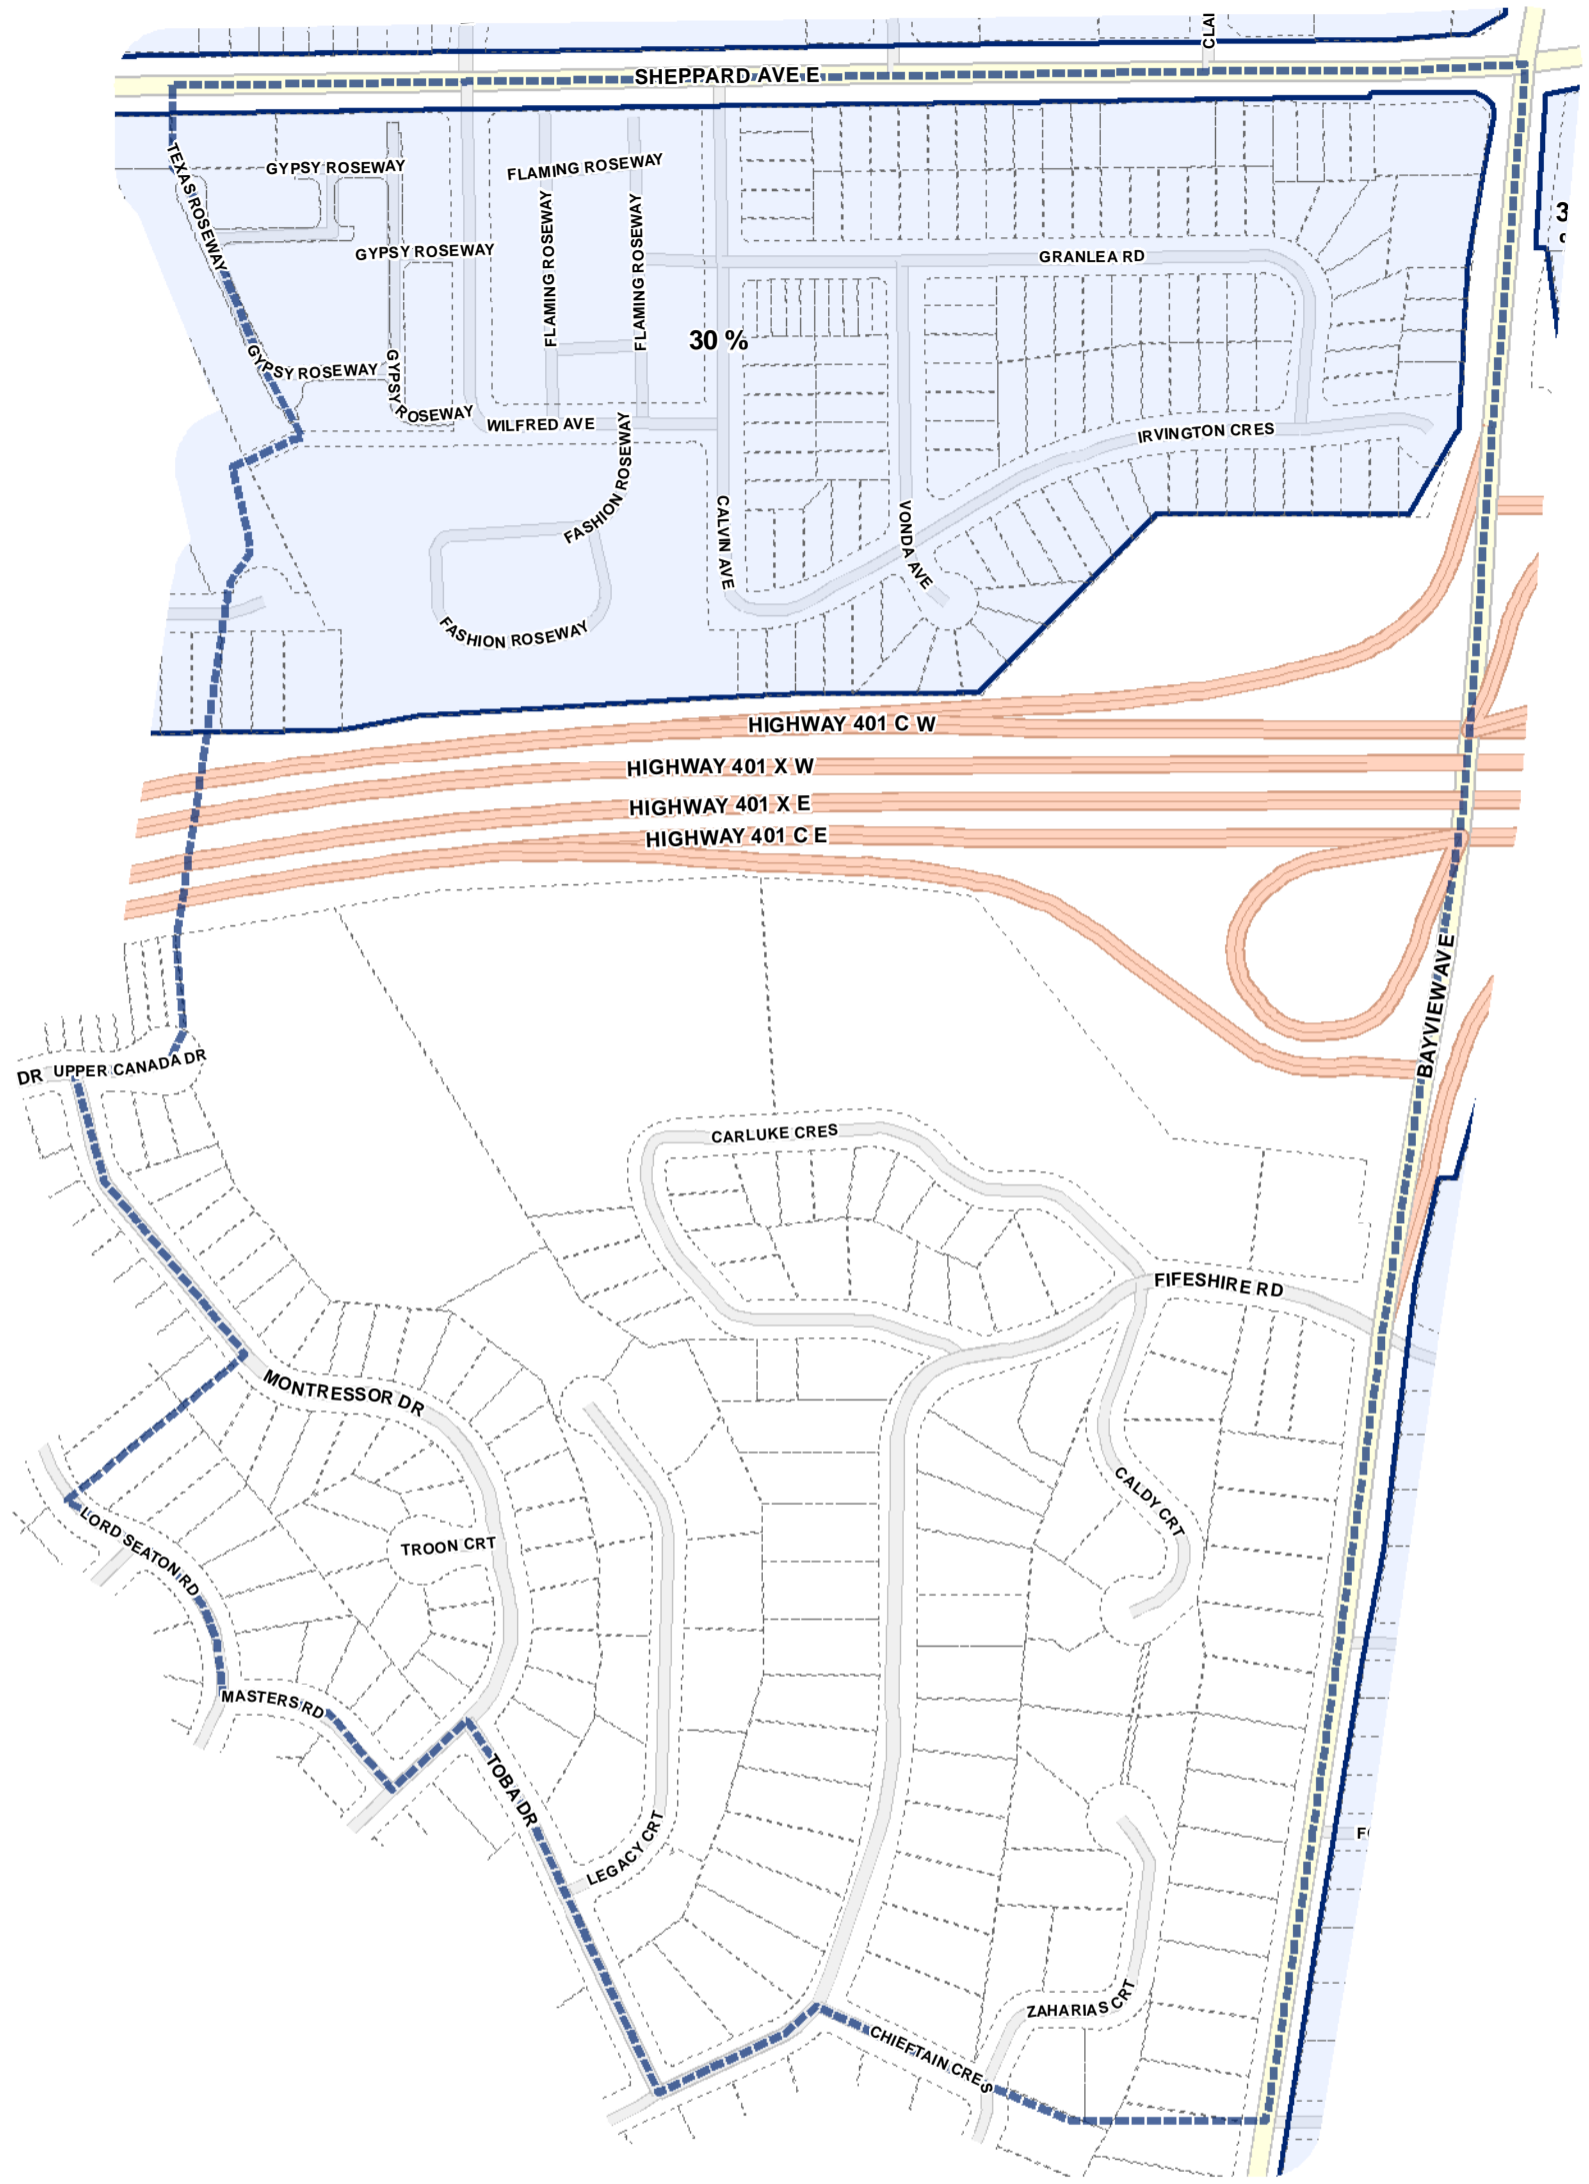 CLAI
SHEPPARD AVE E
TEXAS ROSEWAY
GYPSY ROSEWAY
FLAMING ROSEWAY
3
GYPSY ROSEWAY
FLAMING ROSEWAY
FLAMING ROSEWAY
GRANLEA RD
30 %
GYPSY ROSEWAY
GYPSY ROSEWAY
WILFRED AVE
IRVINGTON CRES
FASHION ROSEWAY
CALVIN AVE
VONDA AVE
FASHION ROSEWAY
HIGHWAY 401 C W
HIGHWAY 401 X W
HIGHWAY 401 X E
HIGHWAY 401 C E
BAYVIEW AVE
DR
UPPER CANADA DR
CARLUKE CRES
FIFESHIRE RD
MONTRESSOR DR
CALDY CRT
LORD SEATON RD
TROON CRT
MASTERS RD
TOBA DR
LEGACY CRT
F
ZAHARIAS CRT
CHIEFTAIN CRES